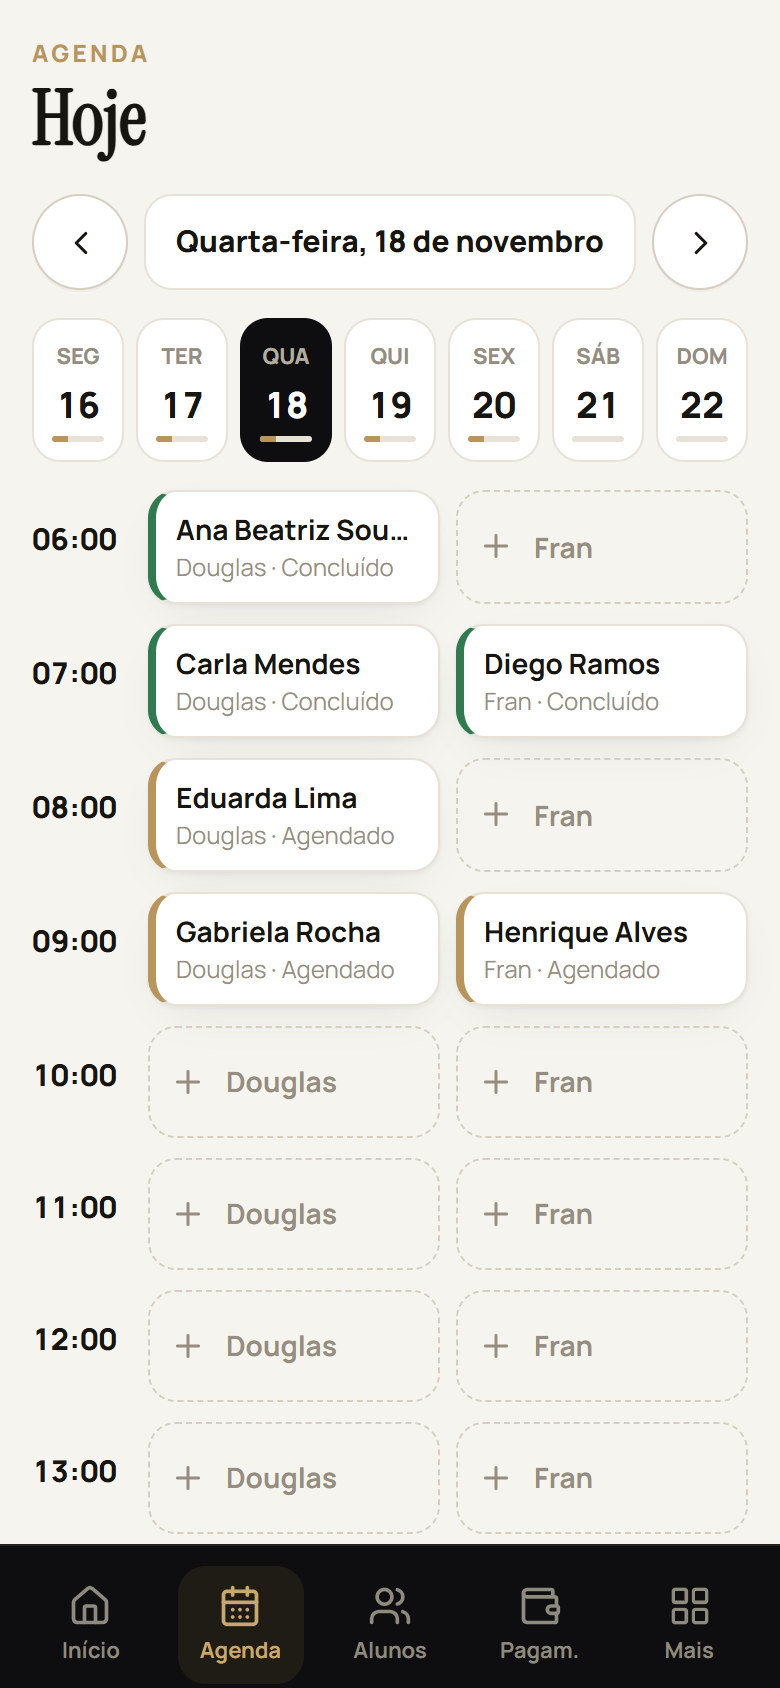 AGENDA
Hoje
Quarta-feira, 18 de novembro
SEG TER QUA QUI SEX SÁB DOM
16 17 18 19 20 21 22
06:00
Ana Beatriz Sou...
Douglas · Concluído
Fran
07:00
Carla Mendes
Douglas · Concluído
Diego Ramos
Fran · Concluído
08:00
Eduarda Lima
Douglas · Agendado
Fran
09:00
Gabriela Rocha
Douglas · Agendado
Henrique Alves
Fran · Agendado
10:00
Douglas
Fran
11:00
Douglas
Fran
12:00
Douglas
Fran
13:00
Douglas
Fran
Início Agenda Alunos Pagam. Mais